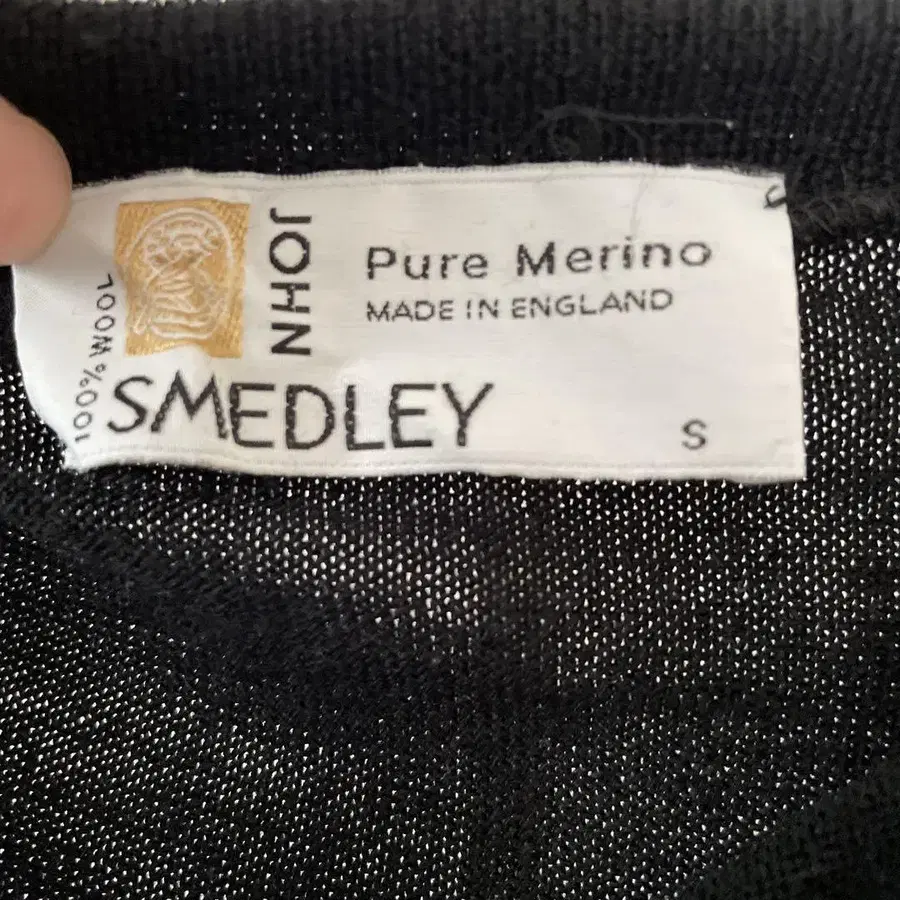 100% WOOL
JOHN
SMEDLEY
Pure Merino
MADE IN ENGLAND
S